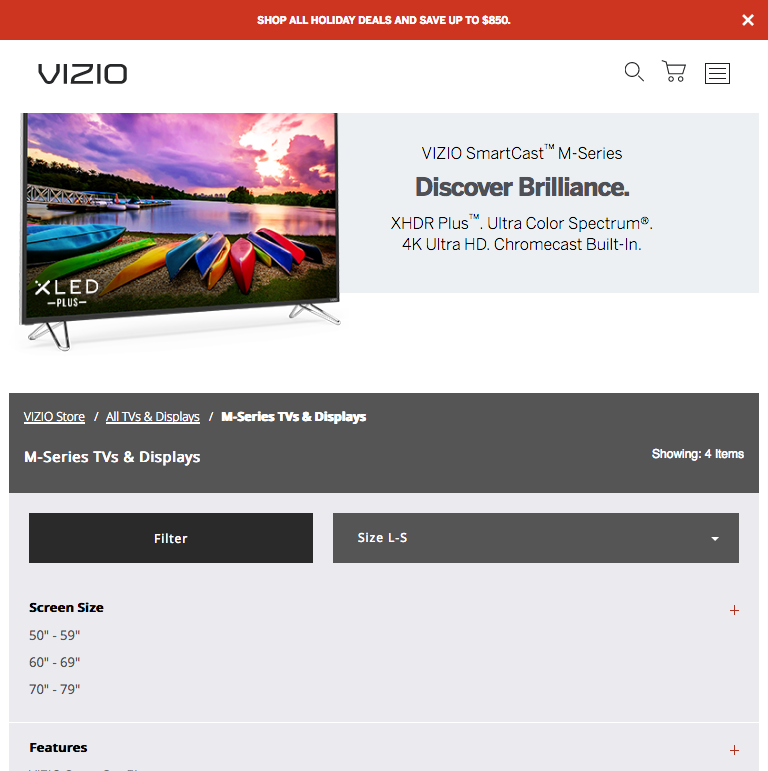 SHOP ALL HOLIDAY DEALS AND SAVE UP TO $850.
VIZIO
VIZIO SmartCast™ M-Series
Discover Brilliance.
XHDR Plus™. Ultra Color Spectrum®.
4K Ultra HD. Chromecast Built-In.
XLED
—PLUS—
VIZIO Store / All TVs & Displays / M-Series TVs & Displays
M-Series TVs & Displays
Showing: 4 Items
Filter
Size L-S
Screen Size
50" - 59"
60" - 69"
70" - 79"
Features